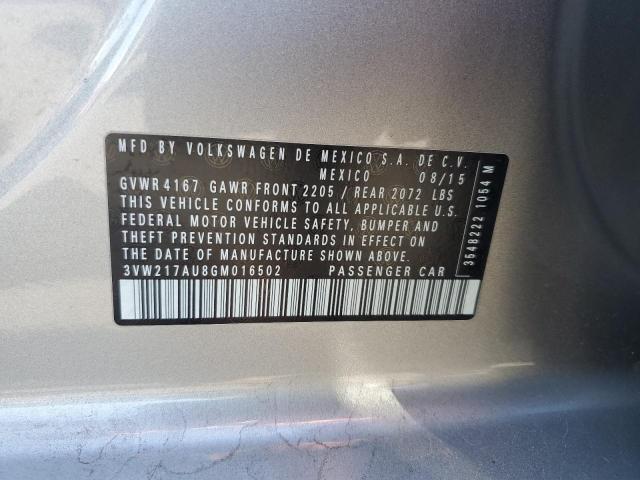 MFD BY VOLKSWAGEN DE MEXICO S.A. DE C.V.
MEXICO 08/15
GVWR 4167 GAWR FRONT 2205 / REAR 2072 LBS
THIS VEHICLE CONFORMS TO ALL APPLICABLE U.S.
FEDERAL MOTOR VEHICLE SAFETY, BUMPER AND
THEFT PREVENTION STANDARDS IN EFFECT ON
THE DATE OF MANUFACTURE SHOWN ABOVE.
3VW217AU8GM016502 PASSENGER CAR
3548222 1054 M